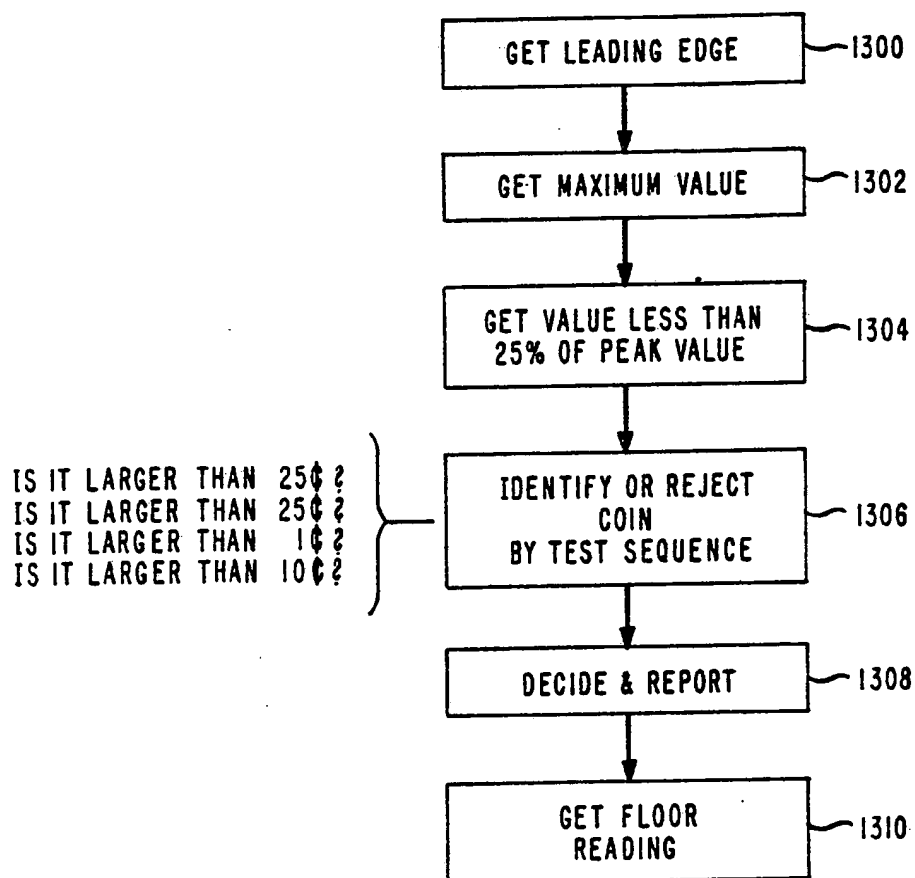 GET LEADING EDGE
1300
GET MAXIMUM VALUE
1302
GET VALUE LESS THAN
25% OF PEAK VALUE
1304
IS IT LARGER THAN 25¢?
IS IT LARGER THAN 25¢?
IS IT LARGER THAN 1¢?
IS IT LARGER THAN 10¢?
IDENTIFY OR REJECT
COIN
BY TEST SEQUENCE
1306
DECIDE & REPORT
1308
GET FLOOR
READING
1310